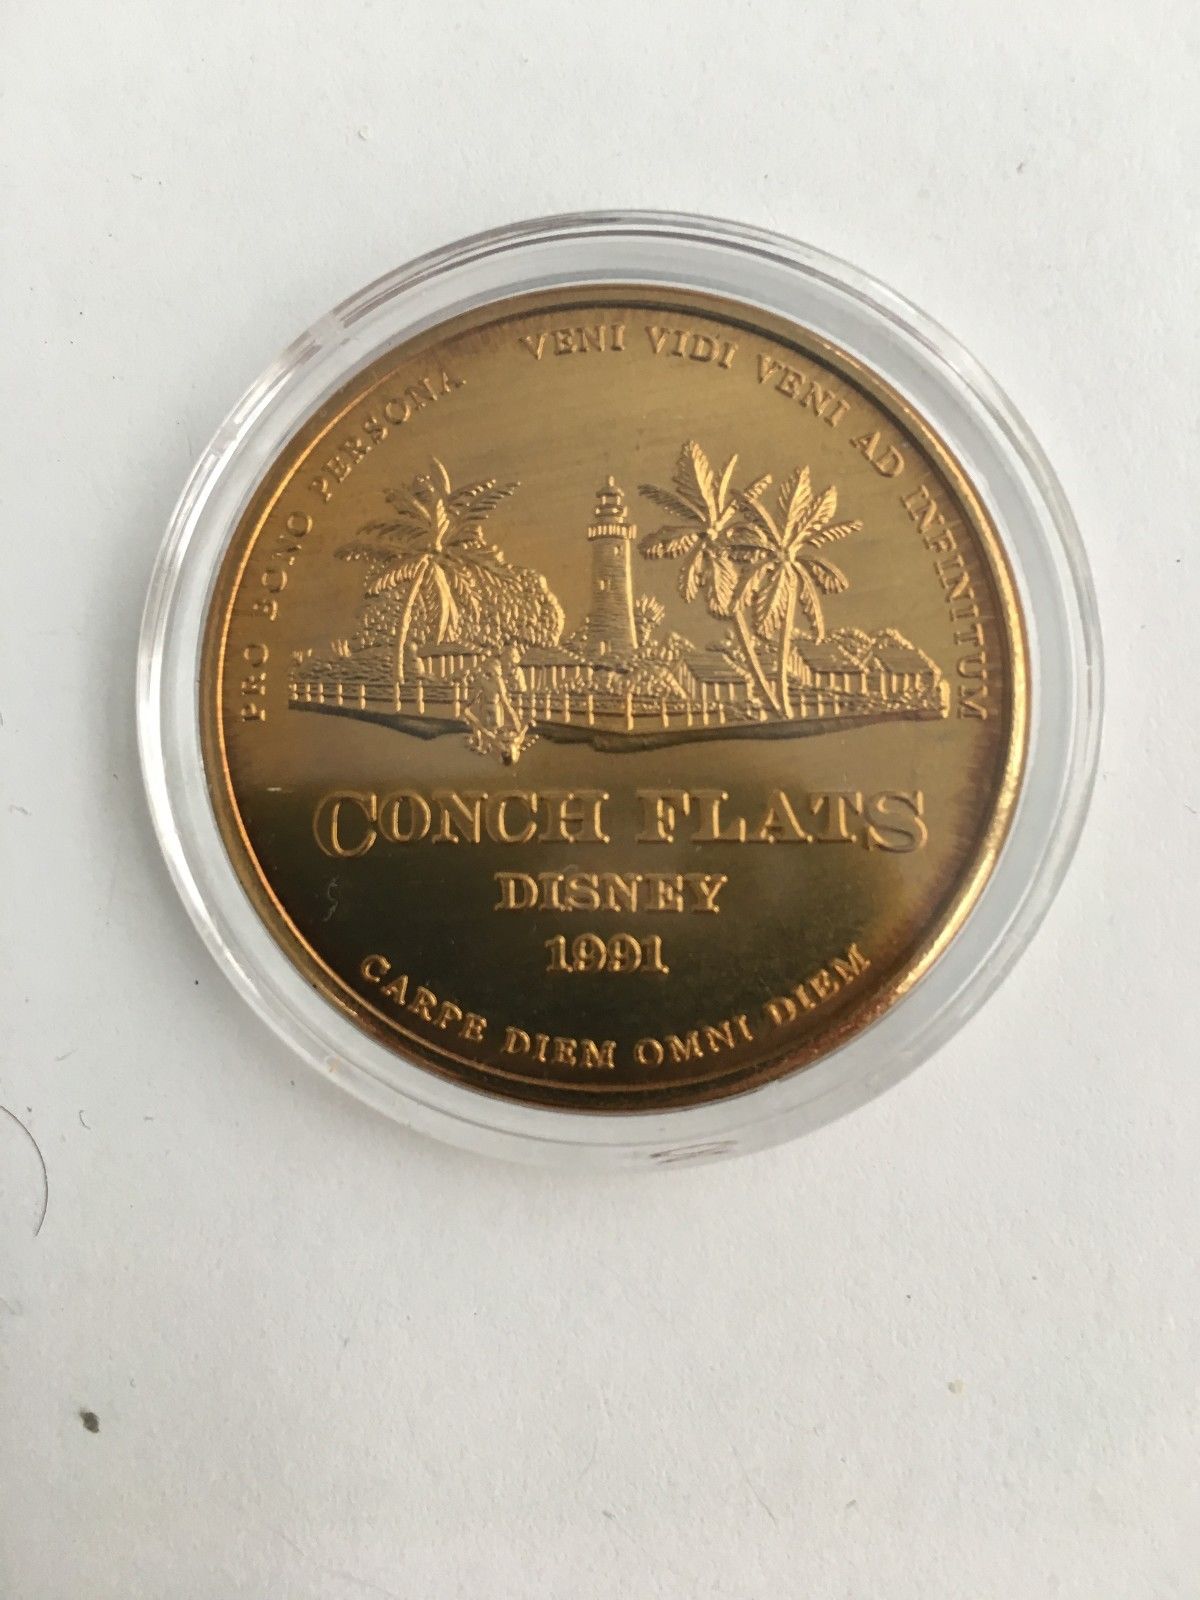 PRO BONO PERSONA
VENI VIDI VENI AD INFINITUM
CONCH FLATS
DISNEY
1991
CARPE DIEM OMNI DIEM